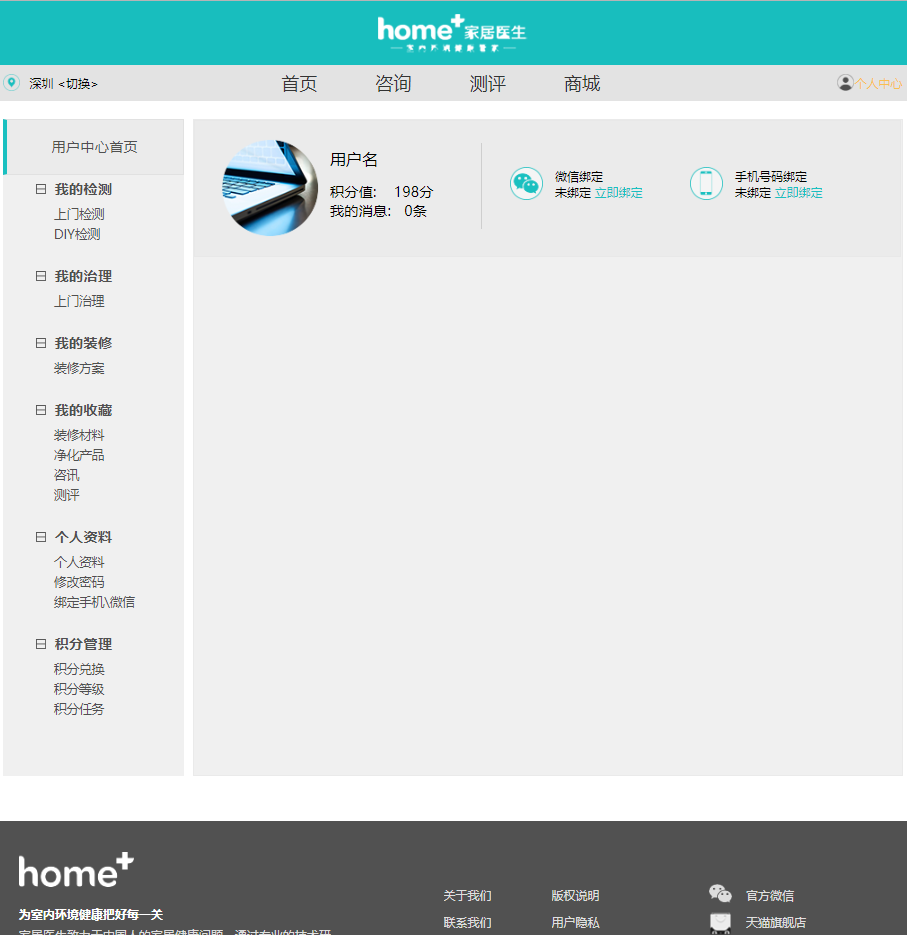 home+家居医生
室内环境健康管家
深圳 <切换>
首页
咨询
测评
商城
个人中心
用户中心首页
我的检测
上门检测
DIY检测
我的治理
上门治理
我的装修
装修方案
我的收藏
装修材料
净化产品
咨讯
测评
个人资料
个人资料
修改密码
绑定手机\微信
积分管理
积分兑换
积分等级
积分任务
用户名
积分值: 198分
我的消息: 0条
微信绑定
未绑定 立即绑定
手机号码绑定
未绑定 立即绑定
home+
为室内环境健康把好每一关
家居医生致力于中国人的家居健康问题，通过专业的技术研
关于我们
联系我们
版权说明
用户隐私
官方微信
天猫旗舰店